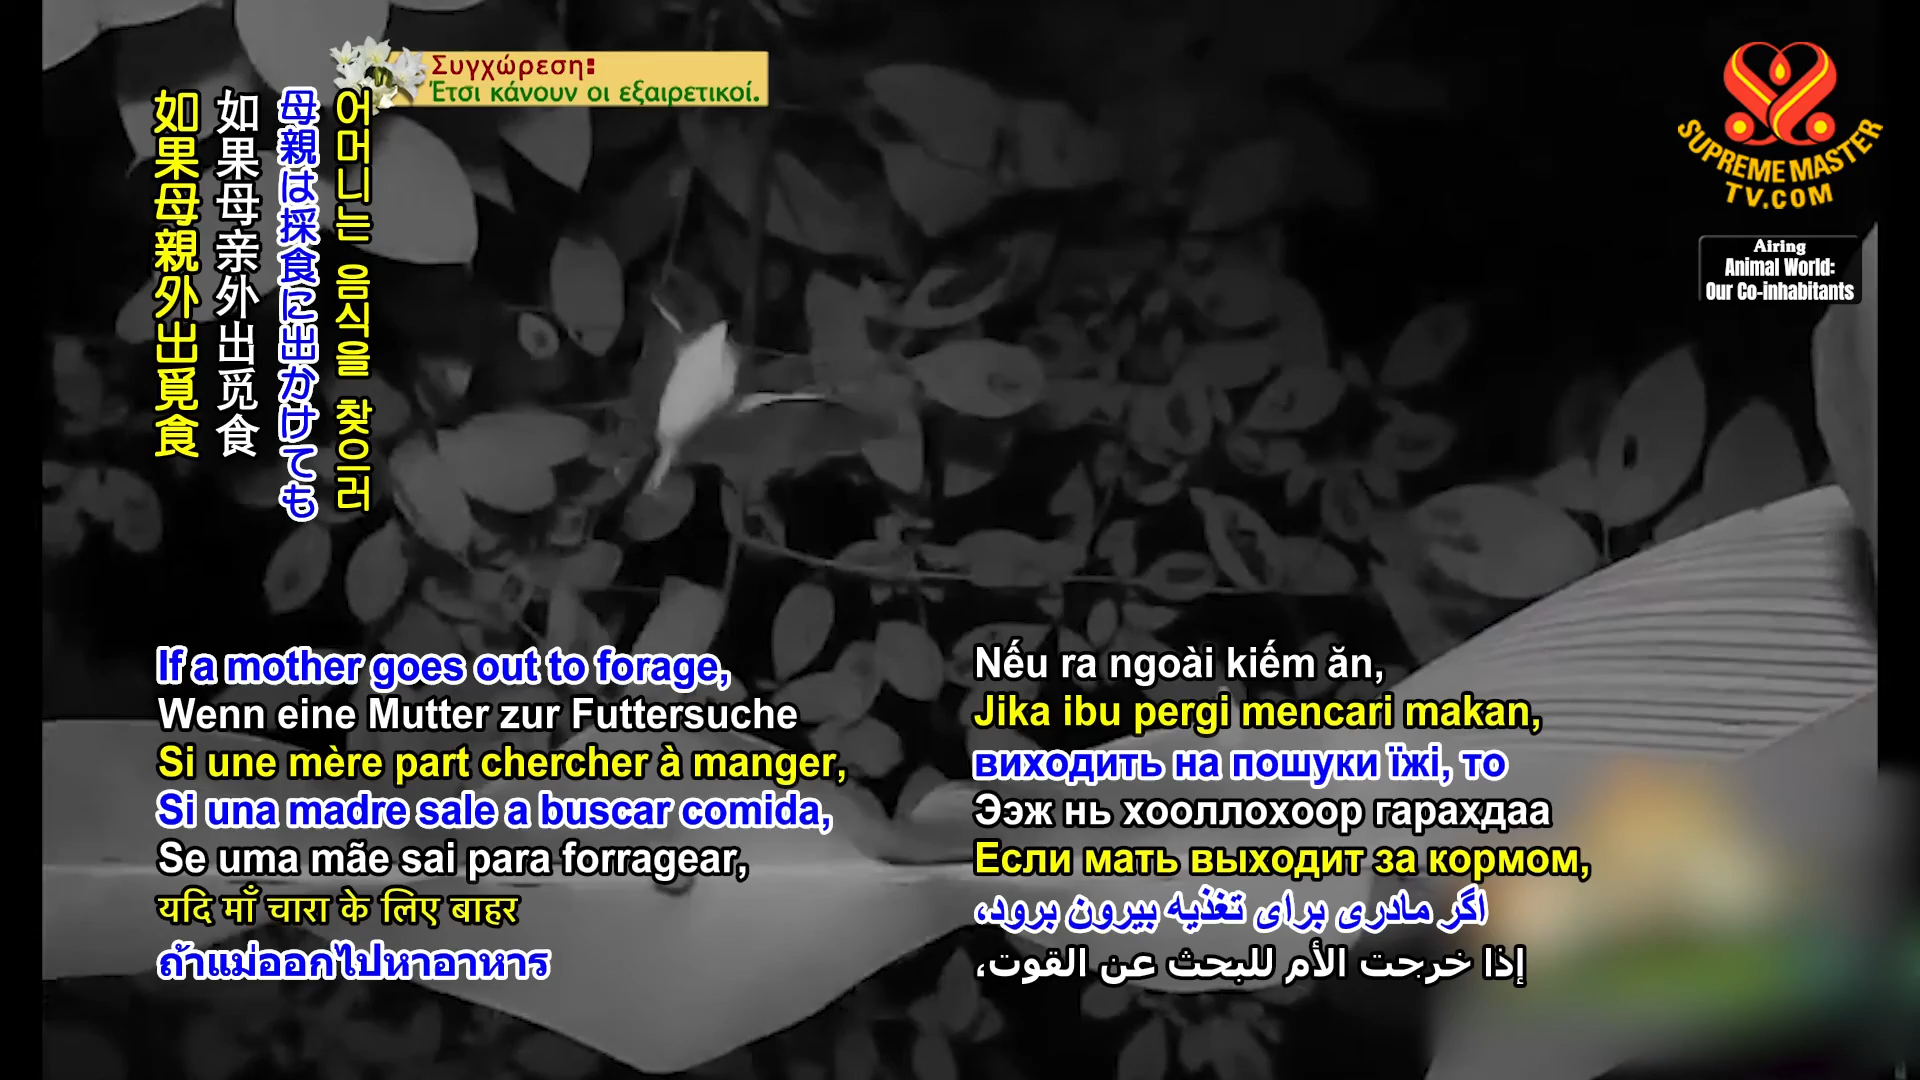 Συγχώρεση:
Έτσι κάνουν οι εξαιρετικοί.
如果母親外出覓食
如果母亲外出觅食
母親は採食に出かけても
어머니는 음식을 찾으러
SUPREME MASTER
TV.COM
Airing
Animal World:
Our Co-inhabitants
If a mother goes out to forage,
Wenn eine Mutter zur Futtersuche
Si une mère part chercher à manger,
Si una madre sale a buscar comida,
Se uma mãe sai para forragear,
यदि माँ चारा के लिए बाहर
ถ้าแม่ออกไปหาอาหาร
Nếu ra ngoài kiếm ăn,
Jika ibu pergi mencari makan,
виходить на пошуки їжі, то
Ээж нь хооллохоор гарахдаа
Если мать выходит за кормом,
اگر مادری برای تغذیه بیرون برود،
إذا خرجت الأم للبحث عن القوت،